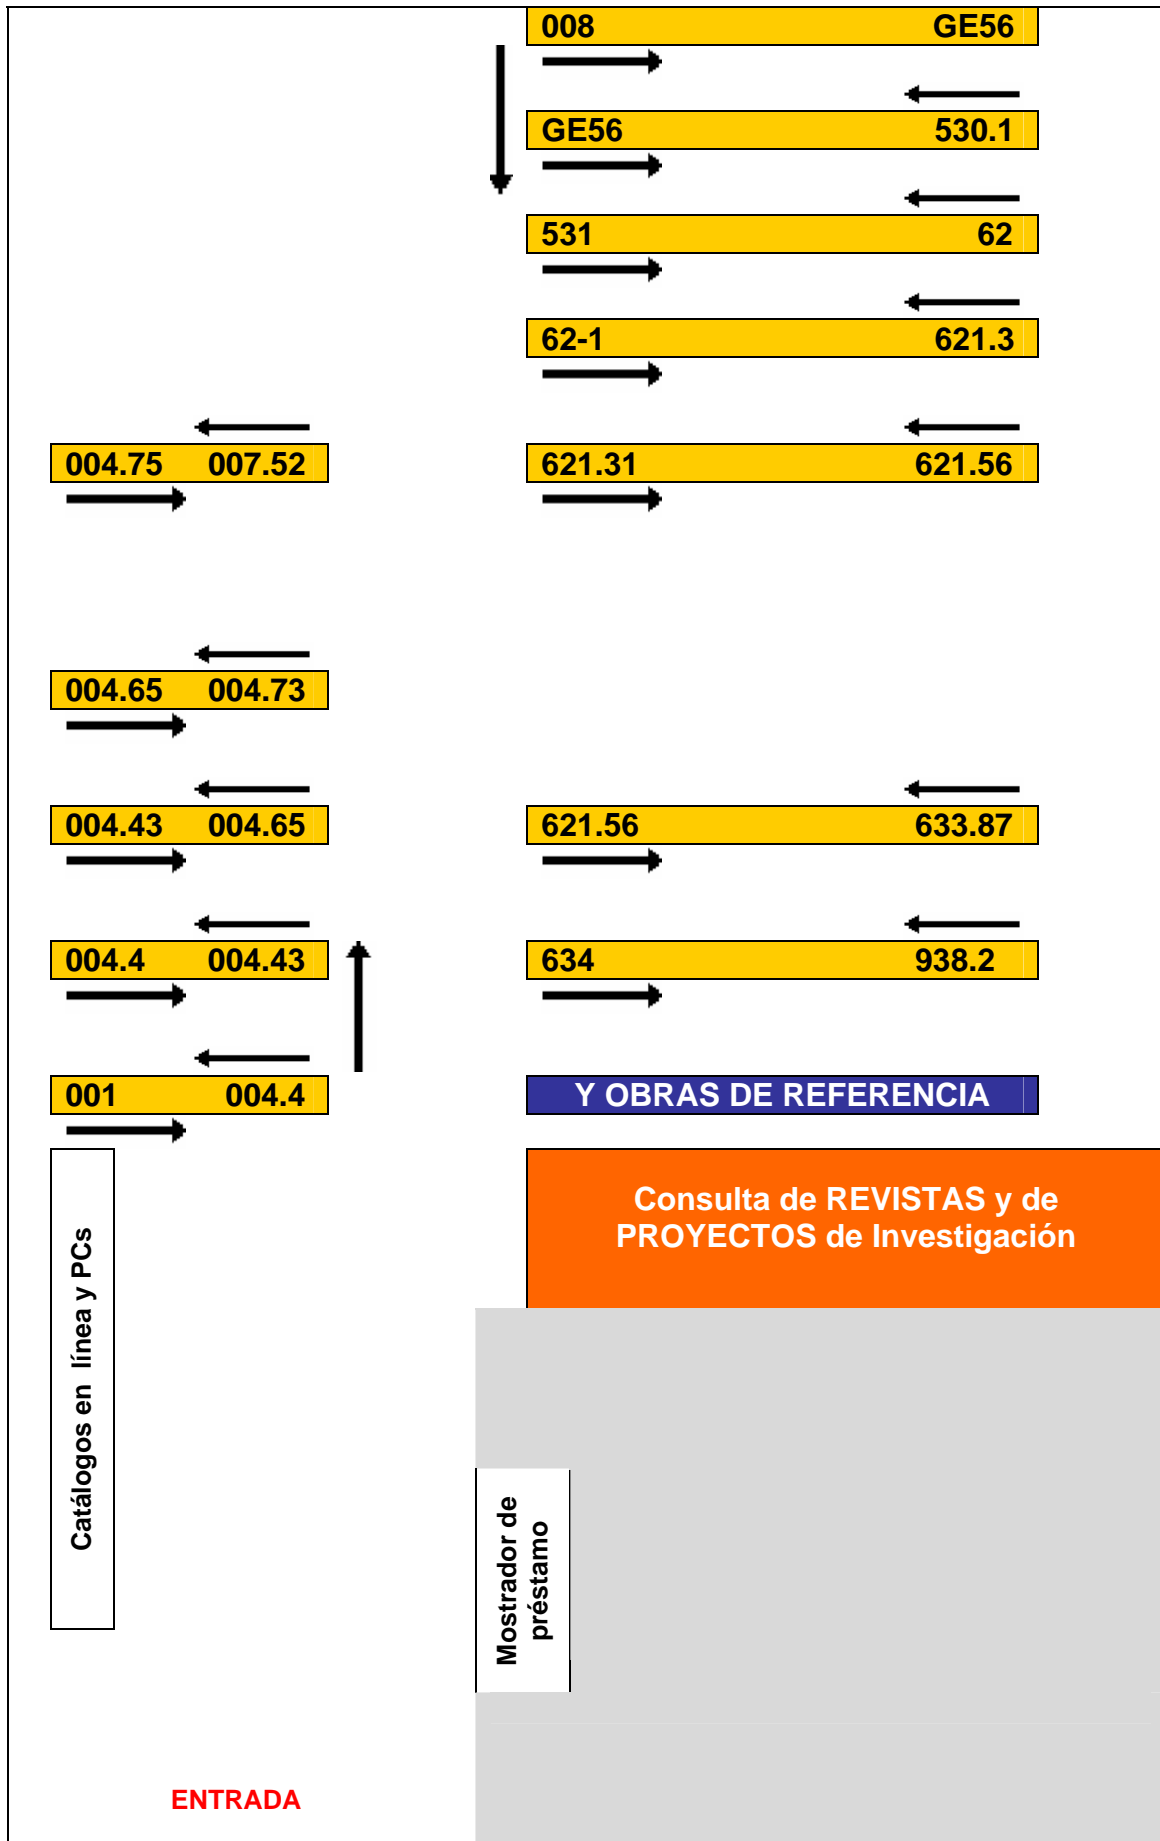 008 GE56
GE56 530.1
531 62
62-1 621.3
004.75 007.52
621.31 621.56
004.65 004.73
004.43 004.65
621.56 633.87
004.4 004.43
634 938.2
001 004.4
Y OBRAS DE REFERENCIA
Consulta de REVISTAS y de
PROYECTOS de Investigación
Catálogos en línea y PCs
Mostrador de
préstamo
ENTRADA